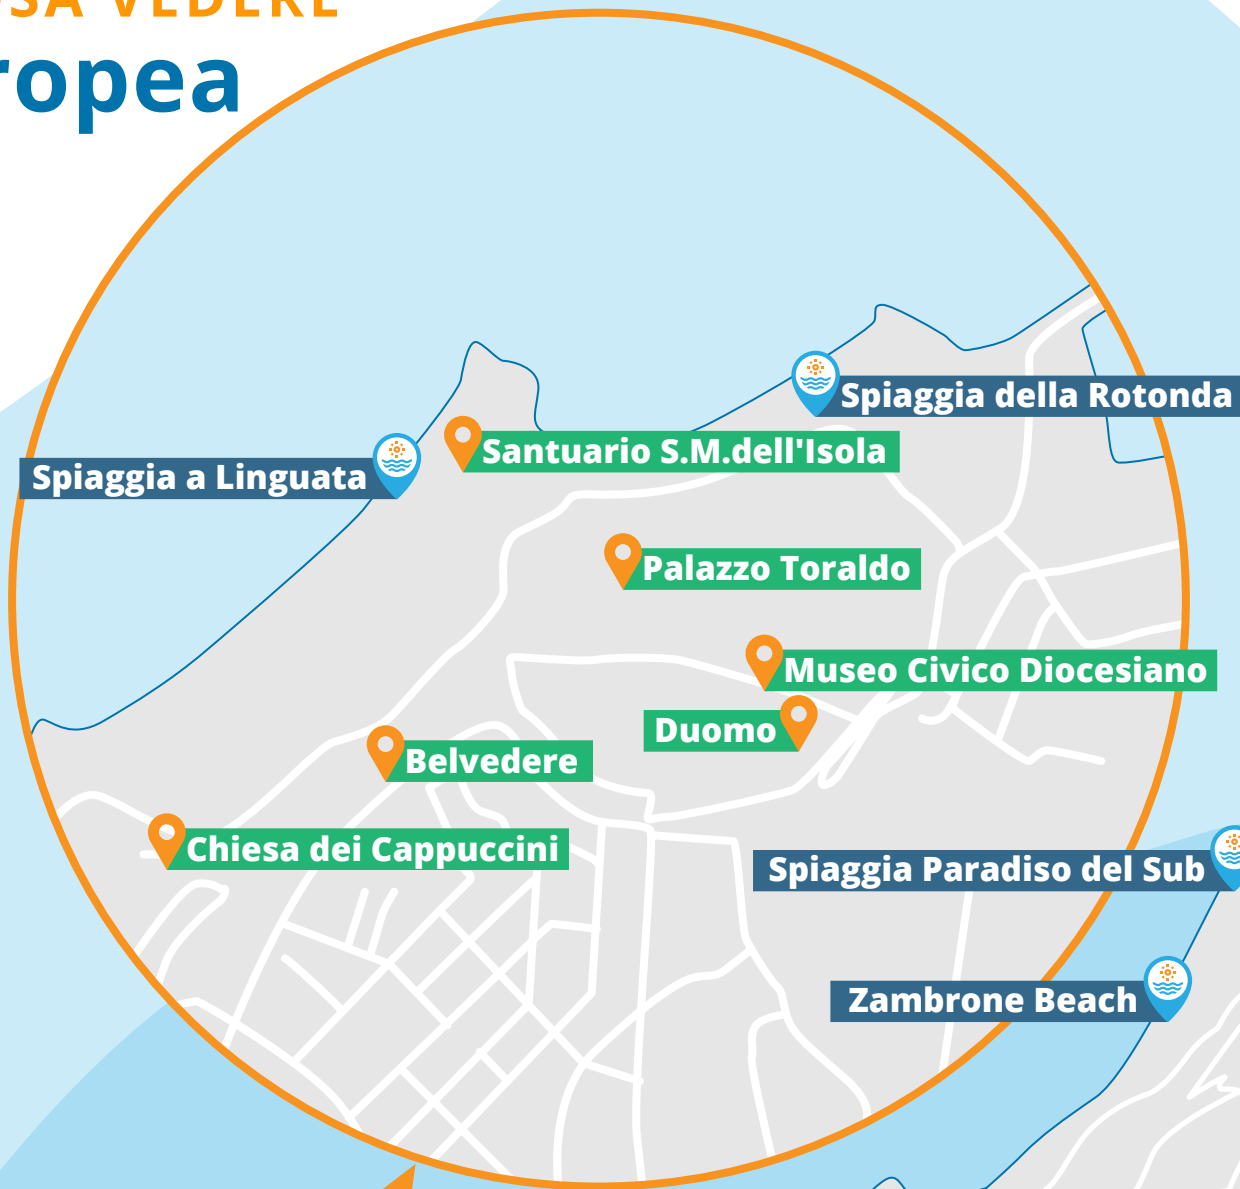 VEDERE
Spiaggia della Rotonda
Santuario S.M.dell'Isola
Spiaggia a Linguata
Palazzo Toraldo
Museo Civico Diocesiano
Duomo
Belvedere
Chiesa dei Cappuccini
Spiaggia Paradiso del Sub
Zambrone Beach